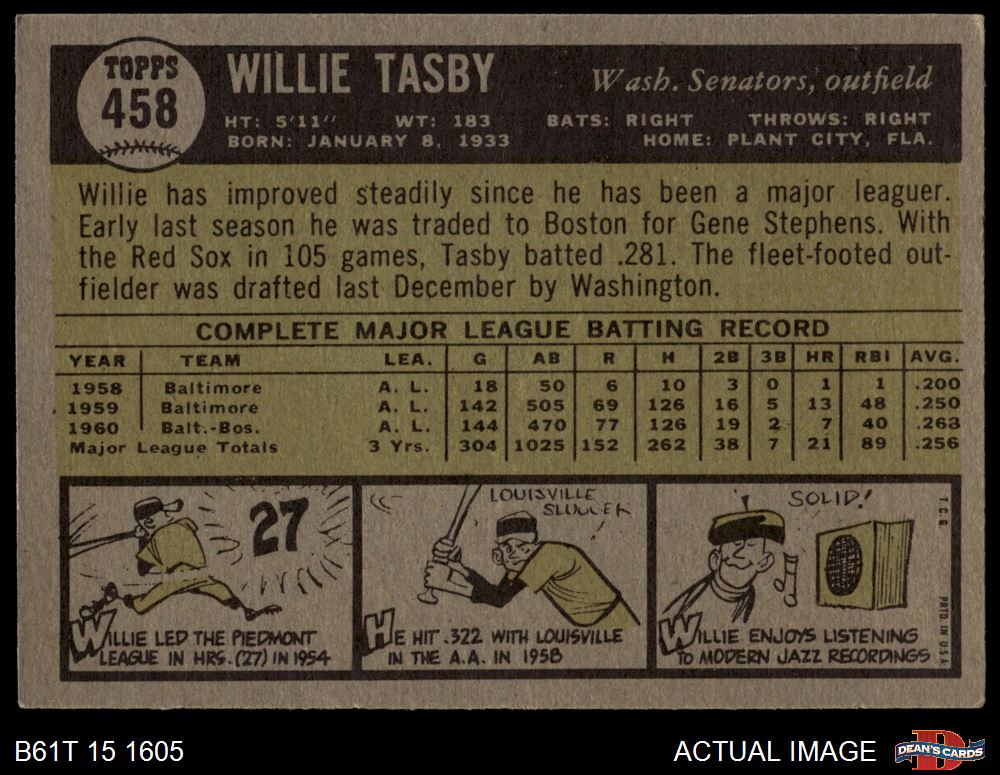 TOPPS
458
WILLIE TASBY
Wash. Senators, outfield
HT: 5'11" WT: 183 BATS: RIGHT THROWS: RIGHT
BORN: JANUARY 8, 1933 HOME: PLANT CITY, FLA.
Willie has improved steadily since he has been a major leaguer.
Early last season he was traded to Boston for Gene Stephens. With
the Red Sox in 105 games, Tasby batted .281. The fleet-footed out-
fielder was drafted last December by Washington.
COMPLETE MAJOR LEAGUE BATTING RECORD
YEAR TEAM LEA. G AB R H 2B 3B HR RBI AVG.
1958 Baltimore A. L. 18 50 6 10 3 0 1 1 .200
1959 Baltimore A. L. 142 505 69 126 16 5 13 48 .250
1960 Balt.-Bos. A. L. 144 470 77 126 19 2 7 40 .263
Major League Totals 3 Yrs. 304 1025 152 262 38 7 21 89 .256
27
WILLIE LED THE PIEDMONT
LEAGUE IN HRS. (27) IN 1954
LOUISVILLE
SLUGGER
HE HIT .322 WITH LOUISVILLE
IN THE A.A. IN 1958
SOLID!
WILLIE ENJOYS LISTENING
TO MODERN JAZZ RECORDINGS
T.C.G.
PRTD. IN U.S.A.
B61T 15 1605
ACTUAL IMAGE
D
DEAN'S CARDS